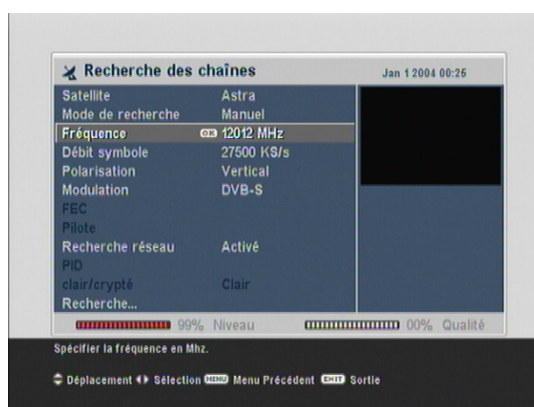 Recherche des chaînes Jan 1 2004 00:25
Satellite Astra
Mode de recherche Manuel
Fréquence OK 12012 MHz
Débit symbole 27500 KS/s
Polarisation Vertical
Modulation DVB-S
FEC
Pilote
Recherche réseau Activé
PID
clair/crypté Clair
Recherche...
99% Niveau 00% Qualité
Spécifier la fréquence en Mhz.
Déplacement Sélection MENU Menu Précédent EXIT Sortie